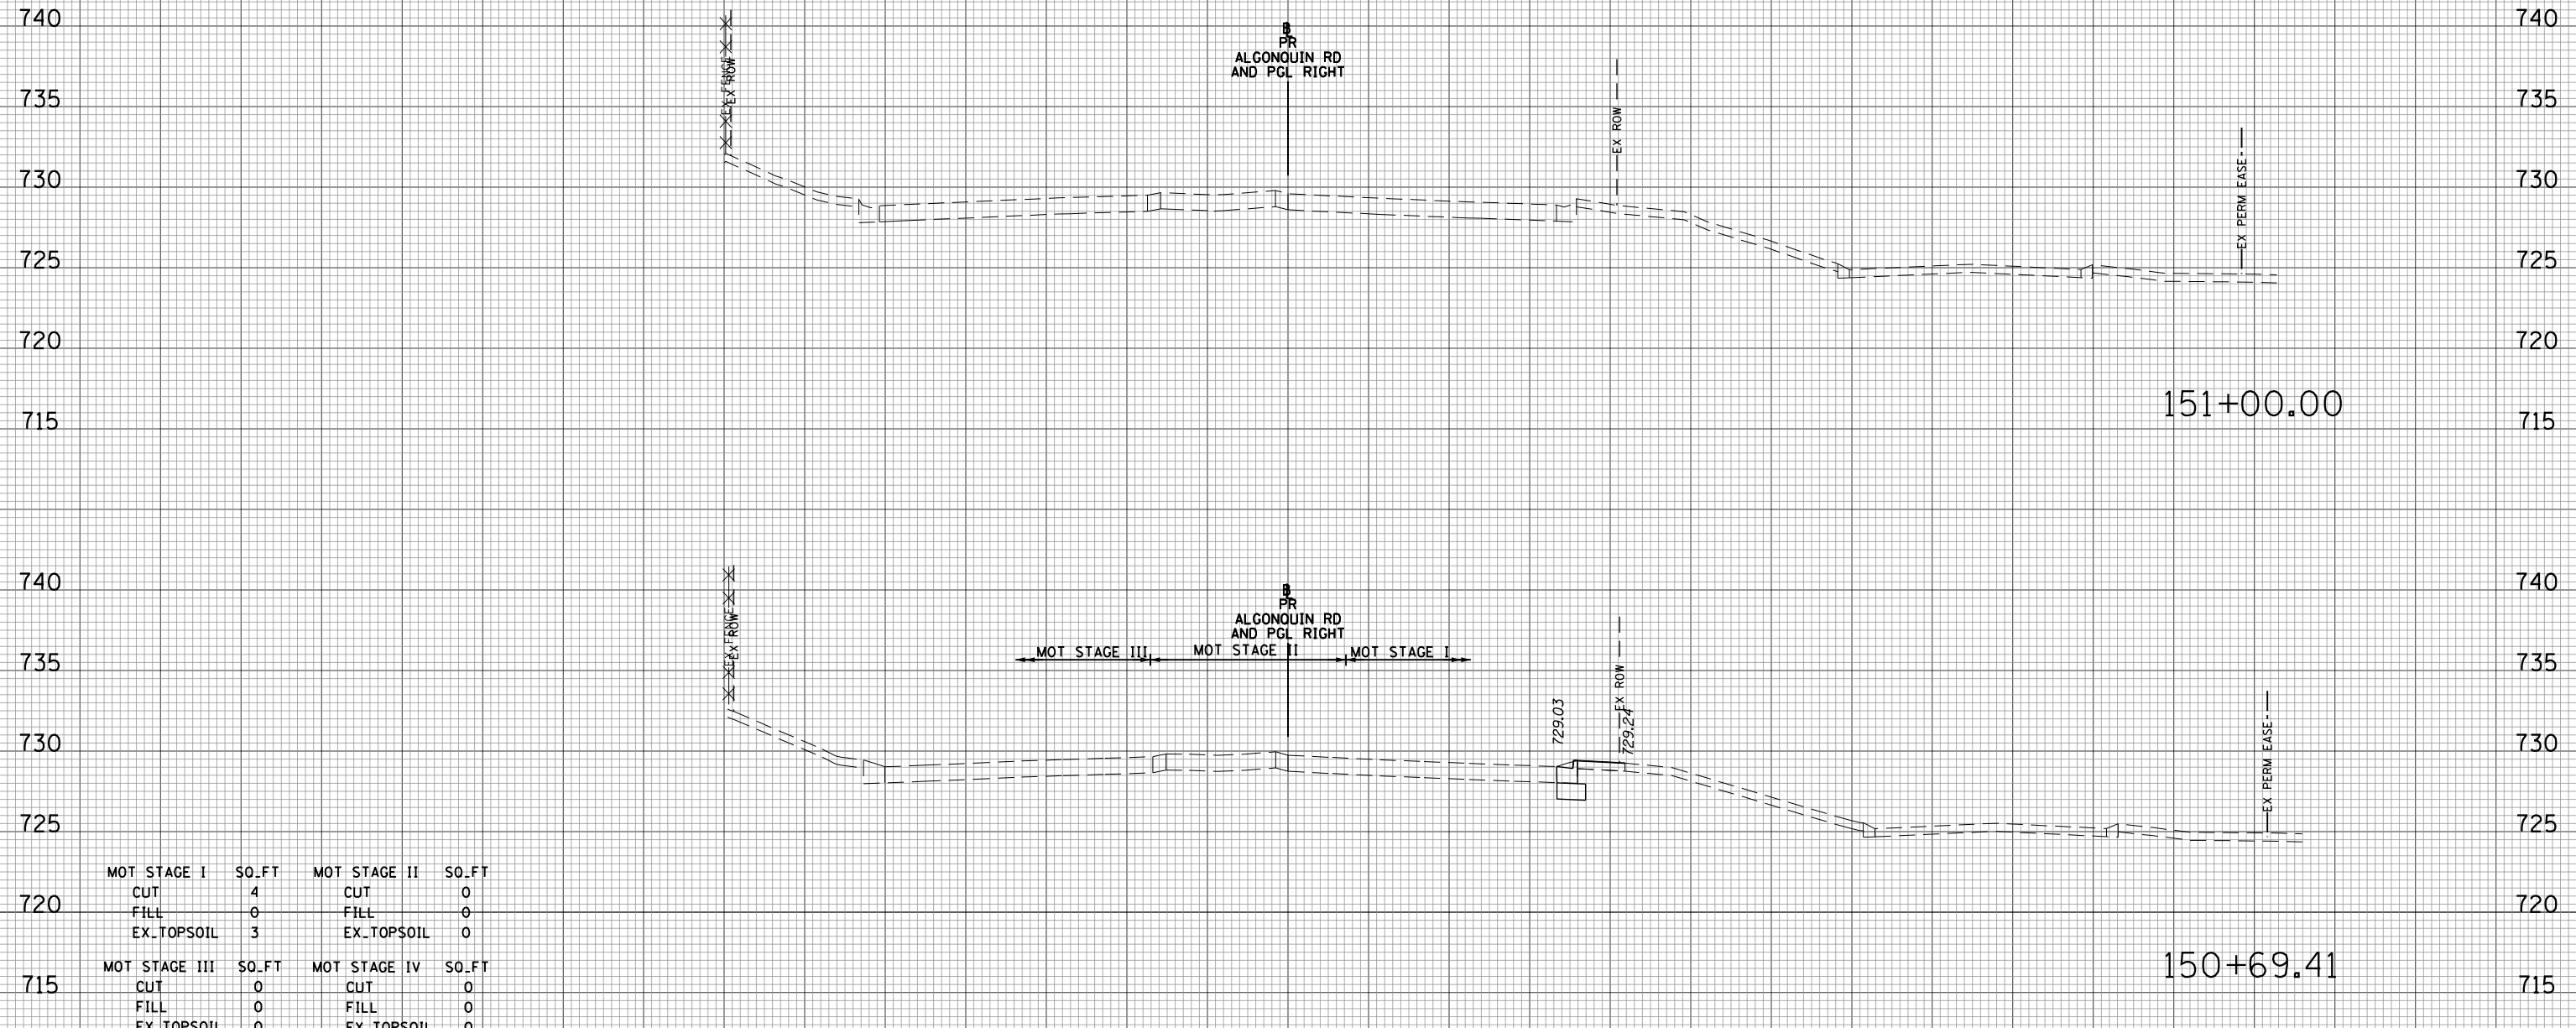 740 740
B
PR
ALGONQUIN RD
AND PGL RIGHT
EX FENCE
EX ROW
EX ROW
735 735
EX PERM EASE.
730 730
725 725
720 720
151+00.00
715 715
740 740
B
PR
ALGONQUIN RD
AND PGL RIGHT
EX FENCE
EX ROW
MOT STAGE III MOT STAGE II MOT STAGE I
735 735
EX ROW
729.03
729.24
EX PERM EASE.
730 730
725 725
MOT STAGE I SQ_FT MOT STAGE II SQ_FT
CUT 4 CUT 0
720 FILL 0 FILL 0 720
EX_TOPSOIL 3 EX_TOPSOIL 0
150+69.41
MOT STAGE III SQ_FT MOT STAGE IV SQ_FT
715 CUT 0 CUT 0 715
FILL 0 FILL 0
EX_TOPSOIL 0 EX_TOPSOIL 0